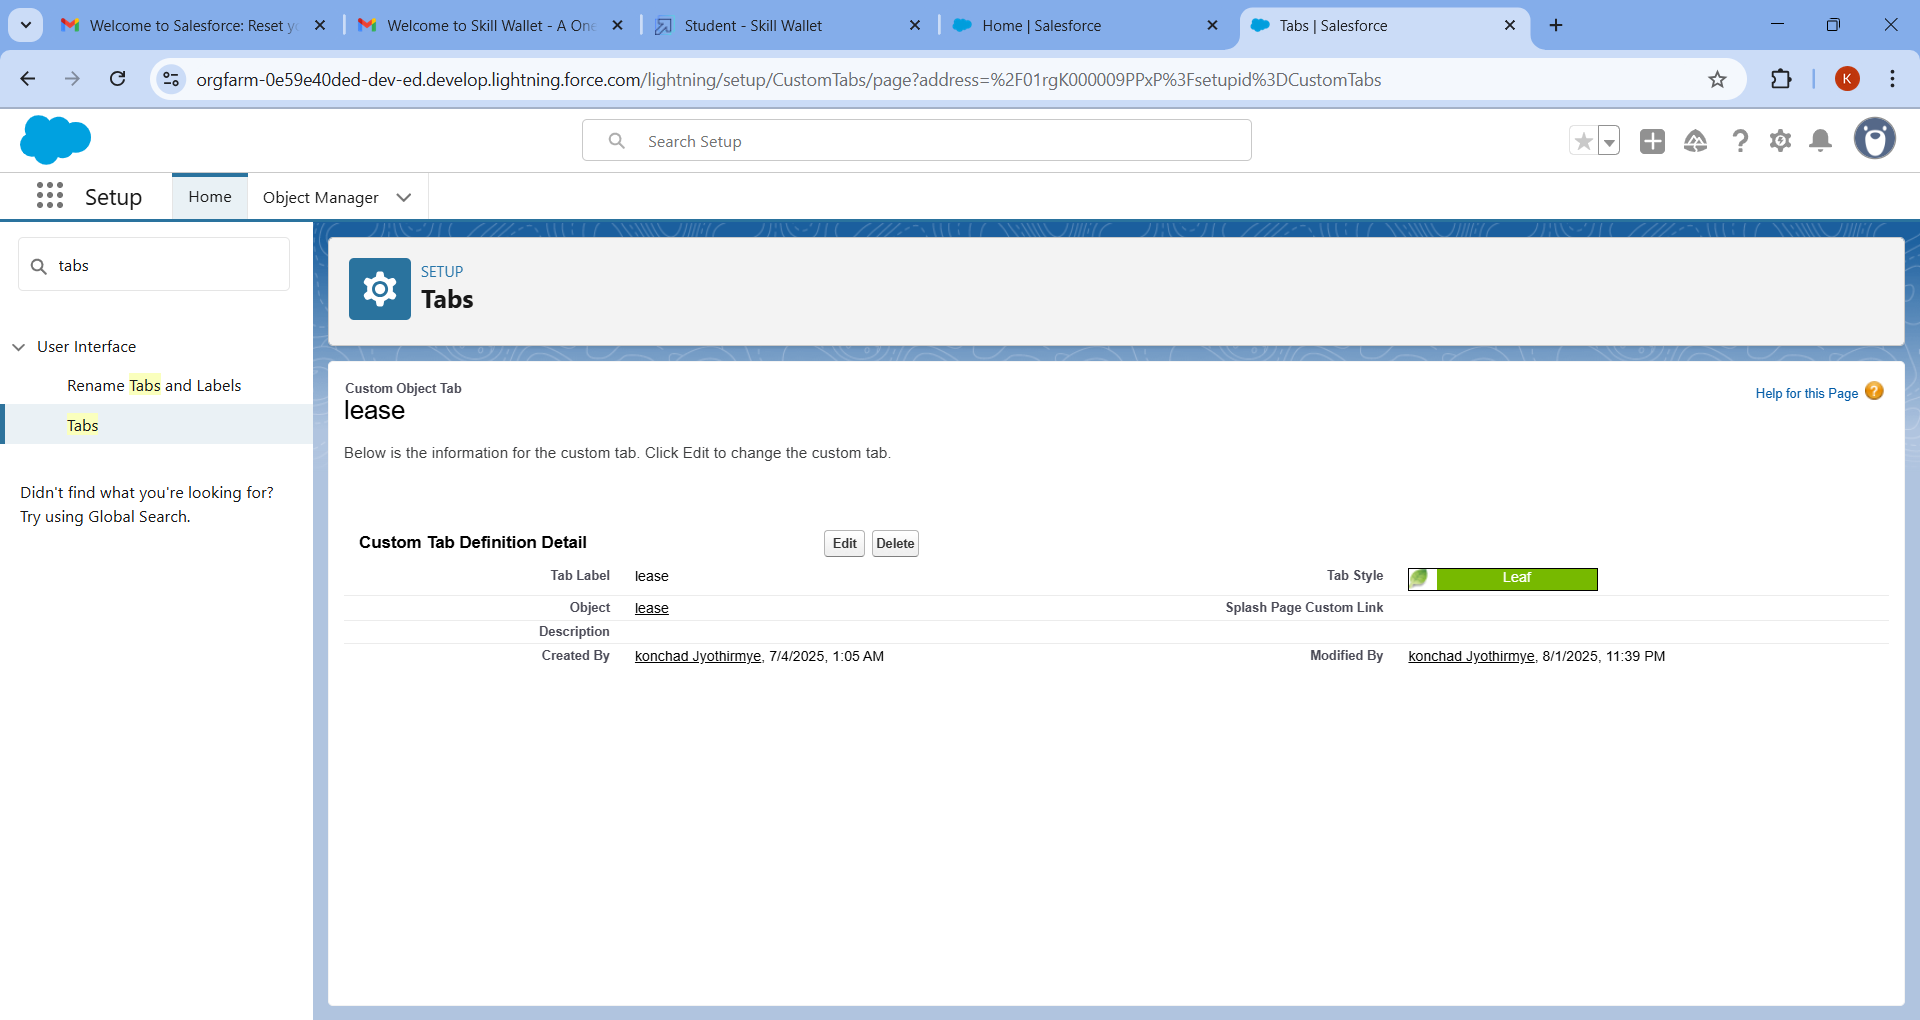 Welcome to Salesforce: Reset yo
Welcome to Skill Wallet - A One
Student - Skill Wallet
Home | Salesforce
Tabs | Salesforce
orgfarm-0e59e40ded-dev-ed.develop.lightning.force.com/lightning/setup/CustomTabs/page?address=%2F01rgK000009PPxP%3Fsetupid%3DCustomTabs
K
Search Setup
Setup
Home
Object Manager
tabs
User Interface
Rename Tabs and Labels
Tabs
Didn't find what you're looking for?
Try using Global Search.
SETUP
Tabs
Custom Object Tab
lease
Help for this Page
Below is the information for the custom tab. Click Edit to change the custom tab.
Custom Tab Definition Detail
Edit
Delete
Tab Label lease
Tab Style Leaf
Object lease
Splash Page Custom Link
Description
Created By konchad Jyothirmye, 7/4/2025, 1:05 AM
Modified By konchad Jyothirmye, 8/1/2025, 11:39 PM